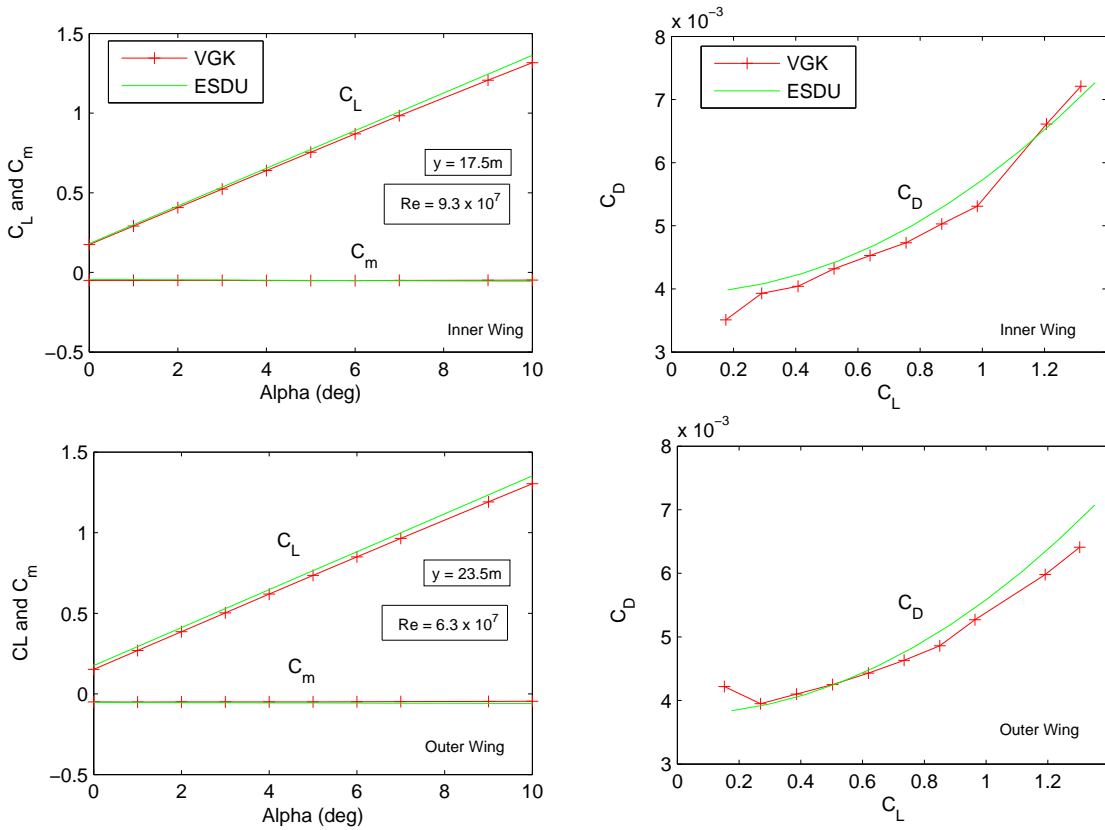 VGK
ESDU
C_L
y = 17.5m
Re = 9.3 x 10^7
C_m
Inner Wing
1.5
1
0.5
0
−0.5
C_L and C_m
0 2 4 6 8 10
Alpha (deg)
x 10^−3
VGK
ESDU
C_D
Inner Wing
8
7
6
5
4
3
C_D
0 0.2 0.4 0.6 0.8 1 1.2
C_L
C_L
y = 23.5m
Re = 6.3 x 10^7
C_m
Outer Wing
1.5
1
0.5
0
−0.5
CL and C_m
0 2 4 6 8 10
Alpha (deg)
x 10^−3
C_D
Outer Wing
8
7
6
5
4
3
C_D
0 0.2 0.4 0.6 0.8 1 1.2
C_L